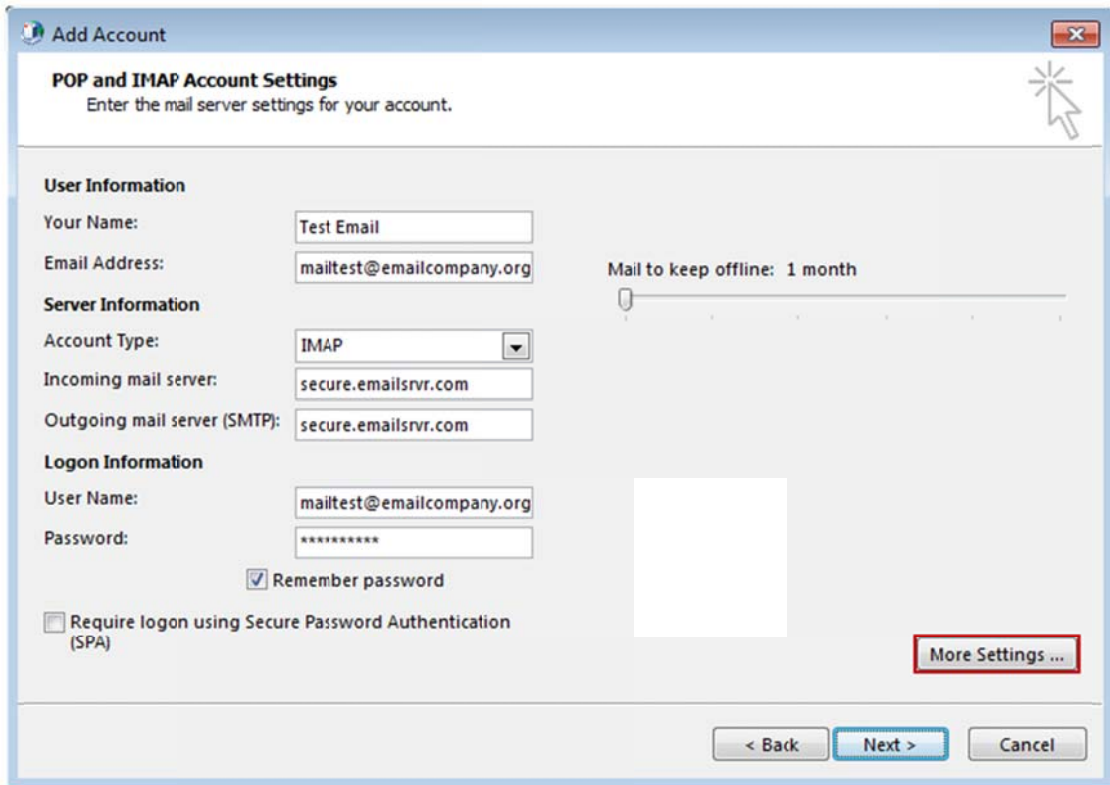 Add Account
POP and IMAP Account Settings
Enter the mail server settings for your account.
User Information
Your Name:
Test Email
Email Address:
mailtest@emailcompany.org
Mail to keep offline: 1 month
Server Information
Account Type:
IMAP
Incoming mail server:
secure.emailsrvr.com
Outgoing mail server (SMTP):
secure.emailsrvr.com
Logon Information
User Name:
mailtest@emailcompany.org
Password:
**********
Remember password
Require logon using Secure Password Authentication
(SPA)
More Settings ...
< Back
Next >
Cancel